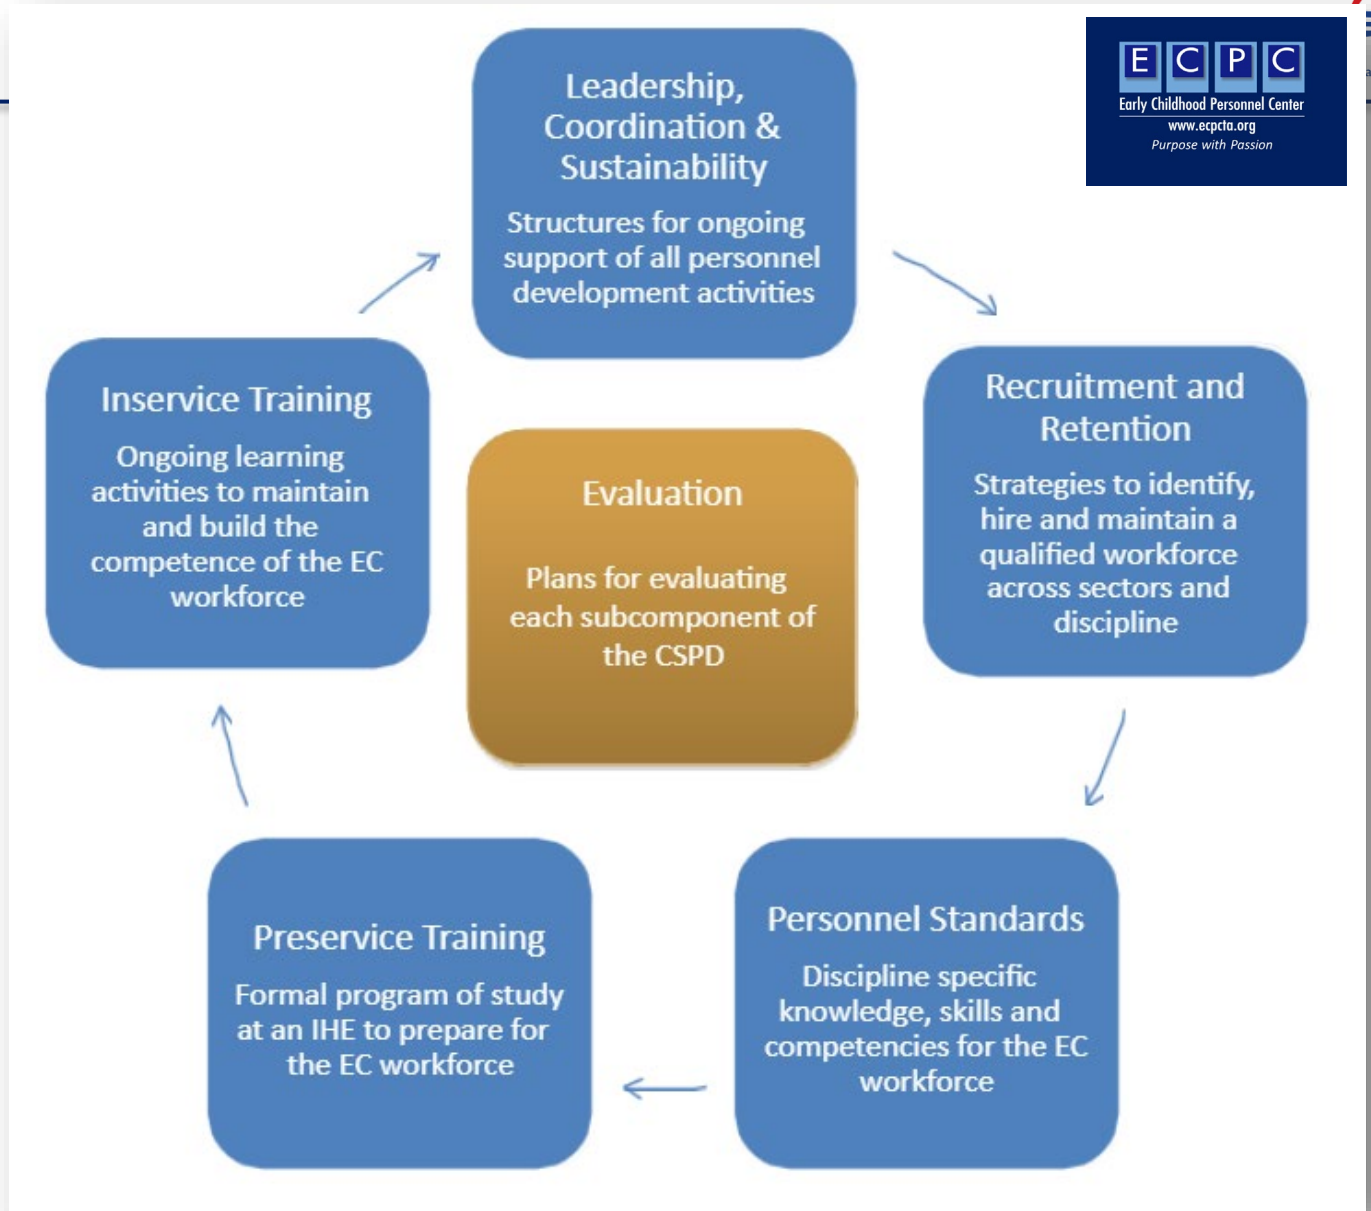 E C P C
Early Childhood Personnel Center
www.ecpcta.org
Purpose with Passion
Leadership,
Coordination &
Sustainability
Structures for ongoing
support of all personnel
development activities
Recruitment and
Retention
Strategies to identify,
hire and maintain a
qualified workforce
across sectors and
discipline
Personnel Standards
Discipline specific
knowledge, skills and
competencies for the EC
workforce
Preservice Training
Formal program of study
at an IHE to prepare for
the EC workforce
Inservice Training
Ongoing learning
activities to maintain
and build the
competence of the EC
workforce
Evaluation
Plans for evaluating
each subcomponent of
the CSPD